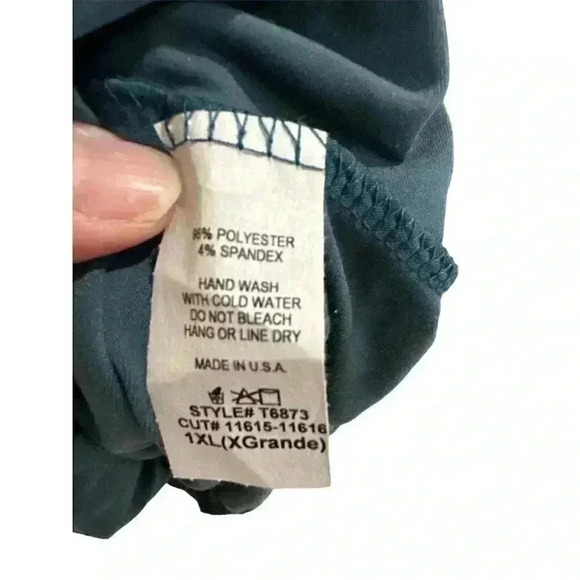 96% POLYESTER
4% SPANDEX
HAND WASH
WITH COLD WATER
DO NOT BLEACH
HANG OR LINE DRY
MADE IN U.S.A.
STYLE# T6873
CUT# 11615-11616
1XL(XGrande)